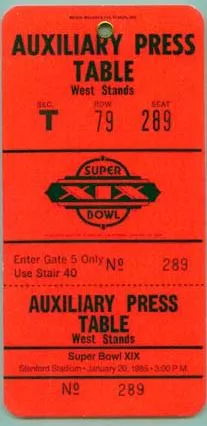 AUXILIARY PRESS
TABLE
West Stands
SEC. ROW SEAT
T 79 289
SUPER
XIX
BOWL
Enter Gate 5 Only Nº 289
Use Stair 40
AUXILIARY PRESS
TABLE
West Stands
Super Bowl XIX
Stanford Stadium • January 20, 1985 • 3:00 P.M.
Nº 289